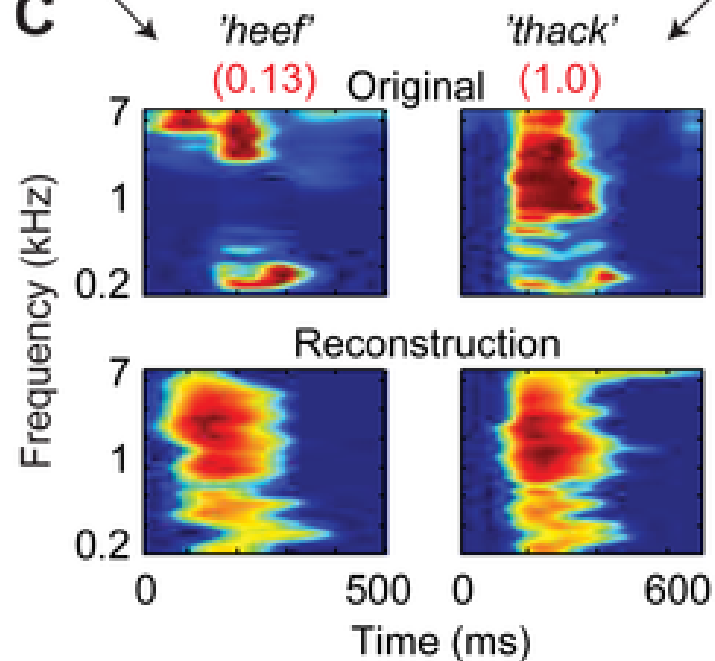 C
'heef' 'thack'
(0.13) Original (1.0)
7
1
0.2
Frequency (kHz)
Reconstruction
7
1
0.2
0 500 0 600
Time (ms)